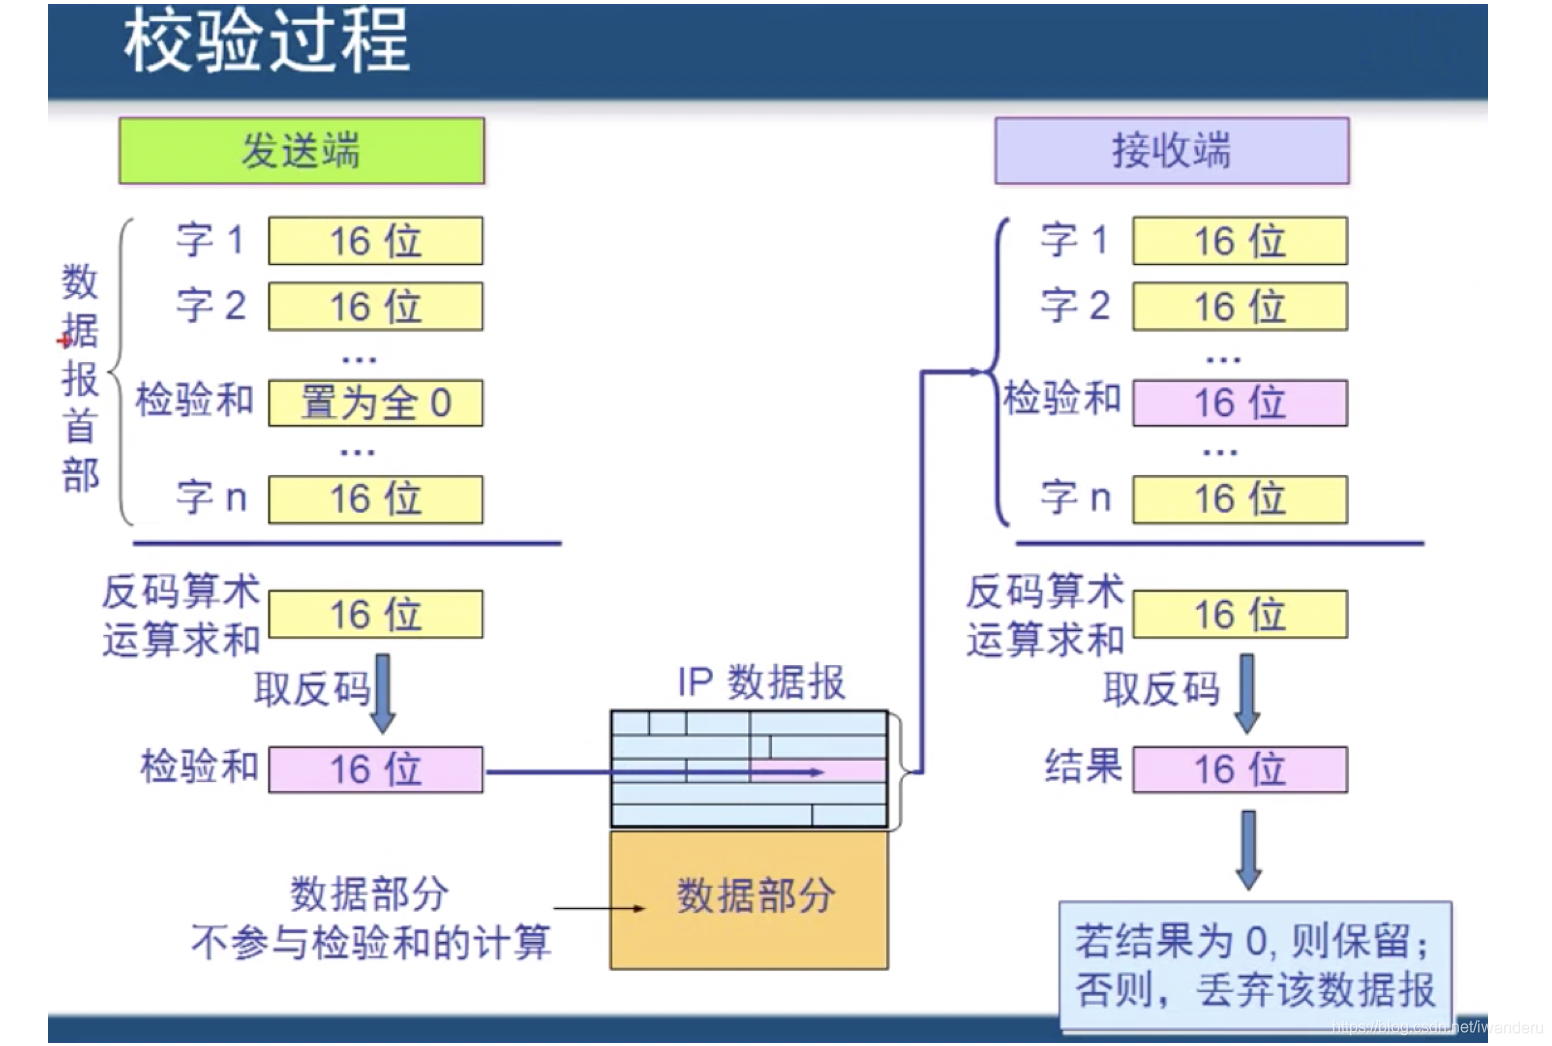 校验过程
发送端
数据报首部
字 1
16 位
字 2
16 位
...
检验和
置为全 0
...
字 n
16 位
反码算术
运算求和
16 位
取反码
检验和
16 位
数据部分
不参与检验和的计算
IP 数据报
数据部分
接收端
字 1
16 位
字 2
16 位
...
检验和
16 位
...
字 n
16 位
反码算术
运算求和
16 位
取反码
结果
16 位
若结果为 0, 则保留；
否则，丢弃该数据报
https://blog.csdn.net/iwanderu